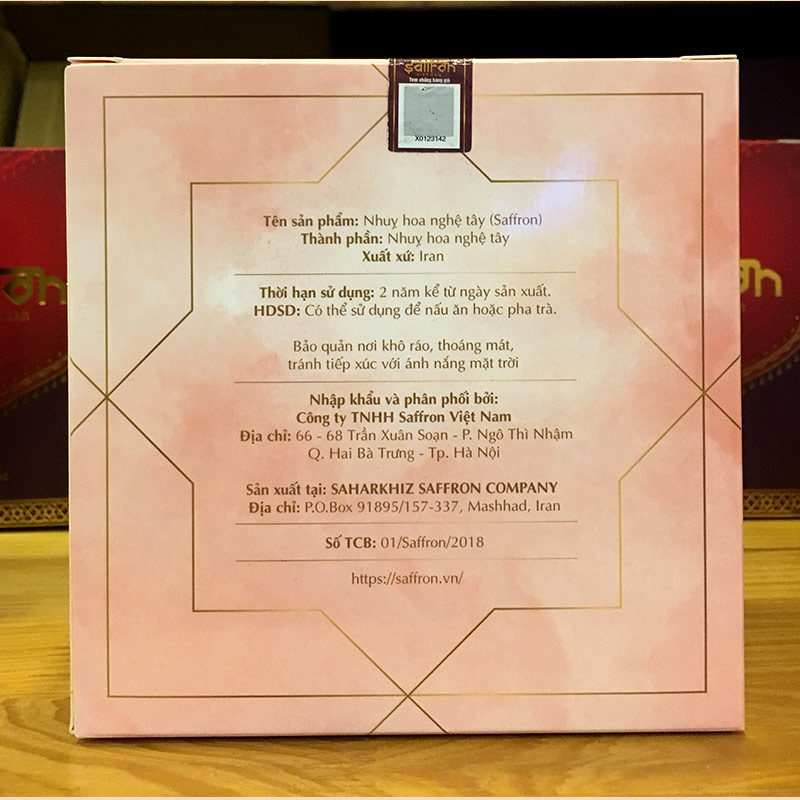 saffron
VIETNAM
Tem chống hàng giả
X0123142
Tên sản phẩm: Nhuỵ hoa nghệ tây (Saffron)
Thành phần: Nhuỵ hoa nghệ tây
Xuất xứ: Iran
Thời hạn sử dụng: 2 năm kể từ ngày sản xuất.
HDSD: Có thể sử dụng để nấu ăn hoặc pha trà.
Bảo quản nơi khô ráo, thoáng mát,
tránh tiếp xúc với ánh nắng mặt trời
Nhập khẩu và phân phối bởi:
Công ty TNHH Saffron Việt Nam
Địa chỉ: 66 - 68 Trần Xuân Soạn - P. Ngô Thì Nhậm
Q. Hai Bà Trưng - Tp. Hà Nội
Sản xuất tại: SAHARKHIZ SAFFRON COMPANY
Địa chỉ: P.O.Box 91895/157-337, Mashhad, Iran
Số TCB: 01/Saffron/2018
https://saffron.vn/